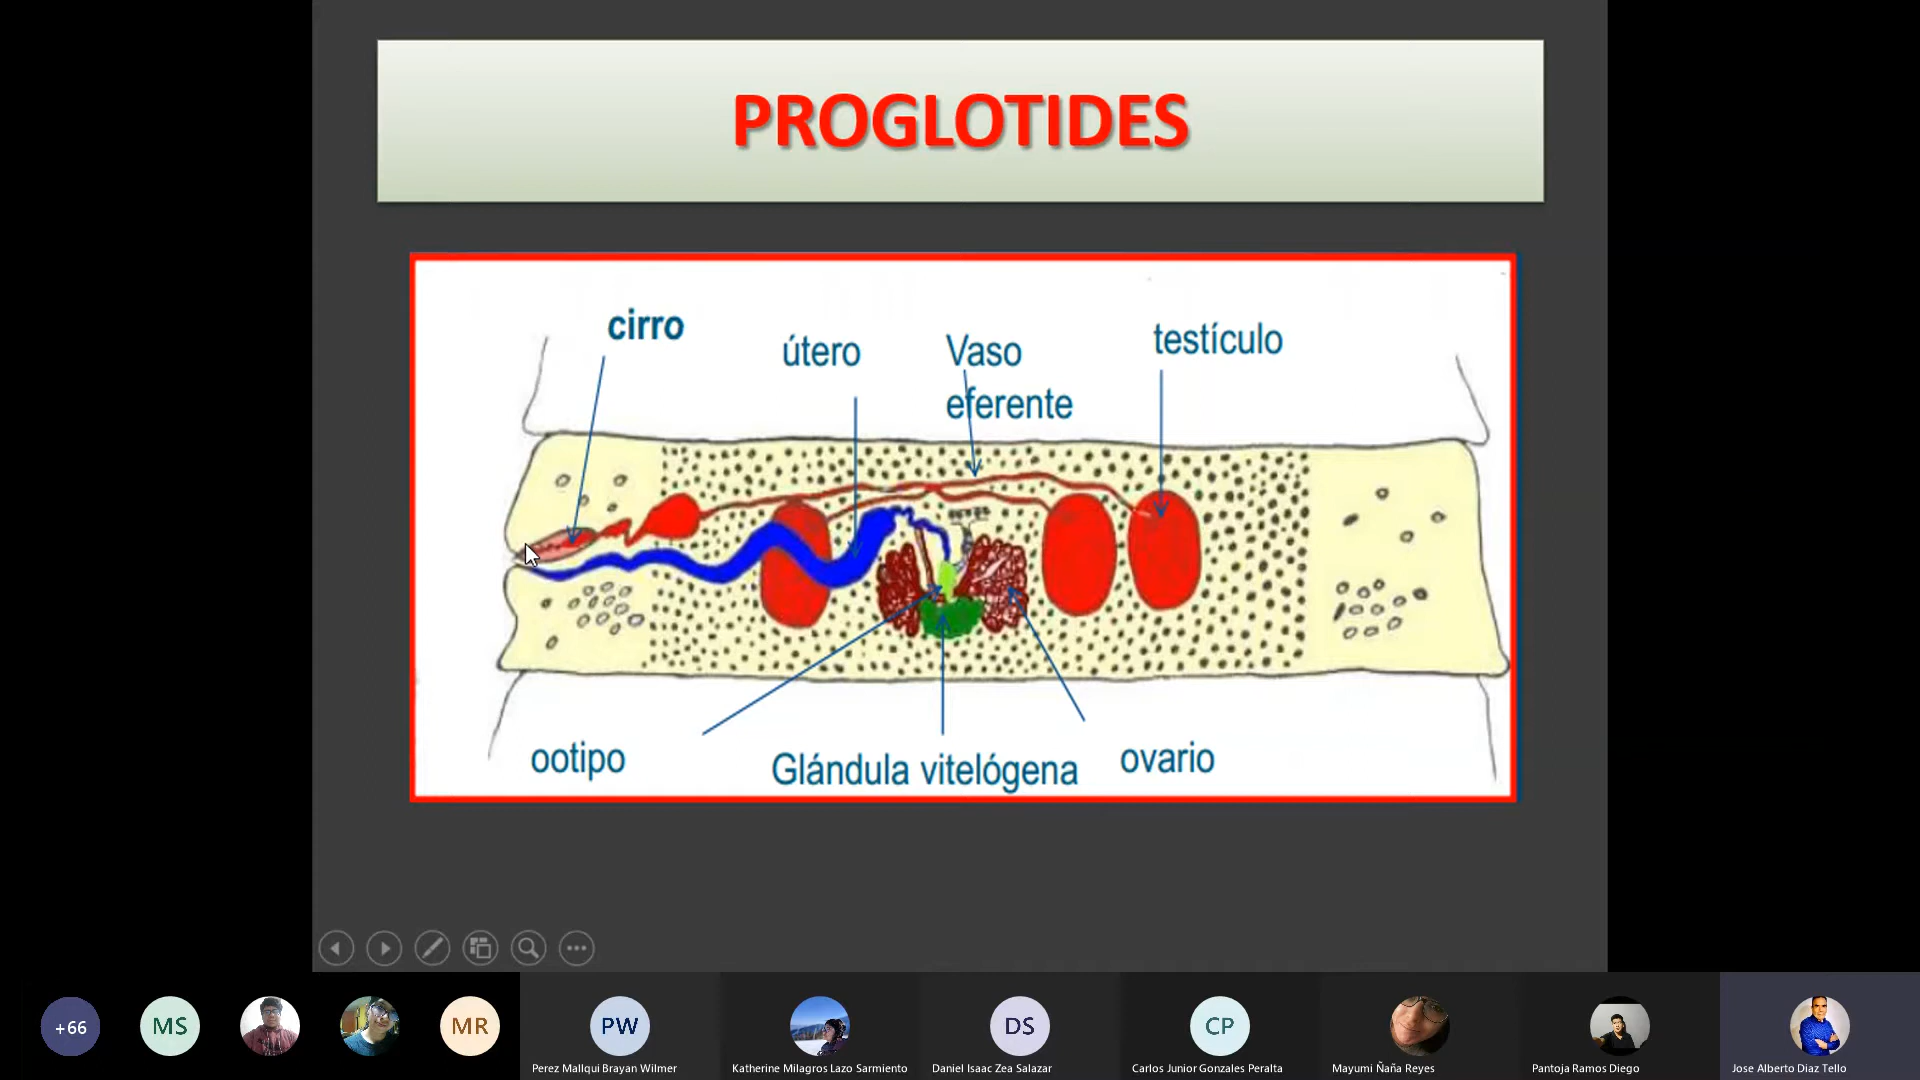 PROGLOTIDES
cirro
útero
Vaso
eferente
testículo
ootipo
Glándula vitelógena
ovario
+66
MS
MR
PW
DS
CP
Perez Mallqui Brayan Wilmer
Katherine Milagros Lazo Sarmiento
Daniel Isaac Zea Salazar
Carlos Junior Gonzales Peralta
Mayumi Ñaña Reyes
Pantoja Ramos Diego
Jose Alberto Diaz Tello